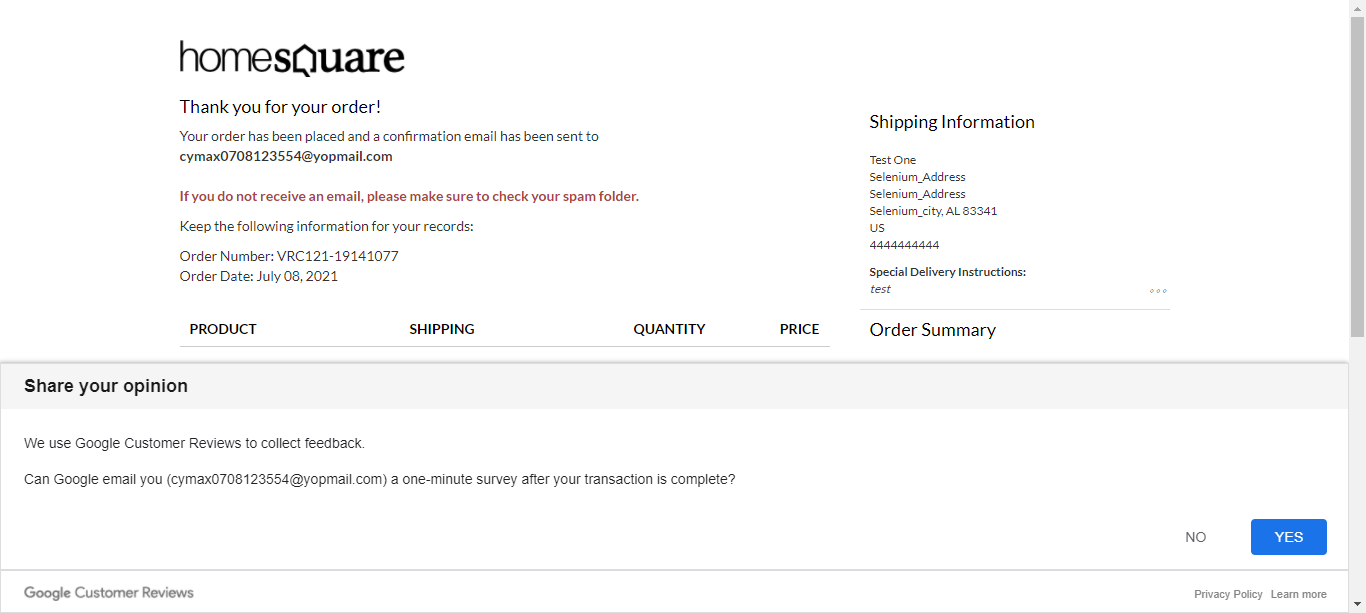 homesquare
Thank you for your order!
Your order has been placed and a confirmation email has been sent to
cymax0708123554@yopmail.com
If you do not receive an email, please make sure to check your spam folder.
Keep the following information for your records:
Order Number: VRC121-19141077
Order Date: July 08, 2021
PRODUCT SHIPPING QUANTITY PRICE
Shipping Information
Test One
Selenium_Address
Selenium_Address
Selenium_city, AL 83341
US
4444444444
Special Delivery Instructions:
test
Order Summary
Share your opinion
We use Google Customer Reviews to collect feedback.
Can Google email you (cymax0708123554@yopmail.com) a one-minute survey after your transaction is complete?
NO YES
Google Customer Reviews
Privacy Policy Learn more